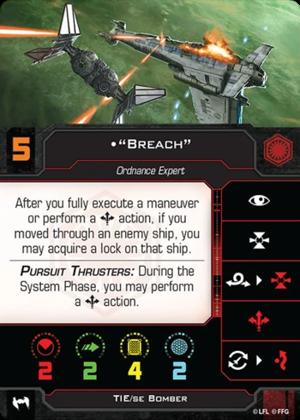 5
•“Breach”
Ordnance Expert
After you fully execute a maneuver
or perform a action, if you
moved through an enemy ship, you
may acquire a lock on that ship.
Pursuit Thrusters: During the
System Phase, you may perform
a action.
2 2 4 2
TIE/se Bomber
©LFL ©FFG